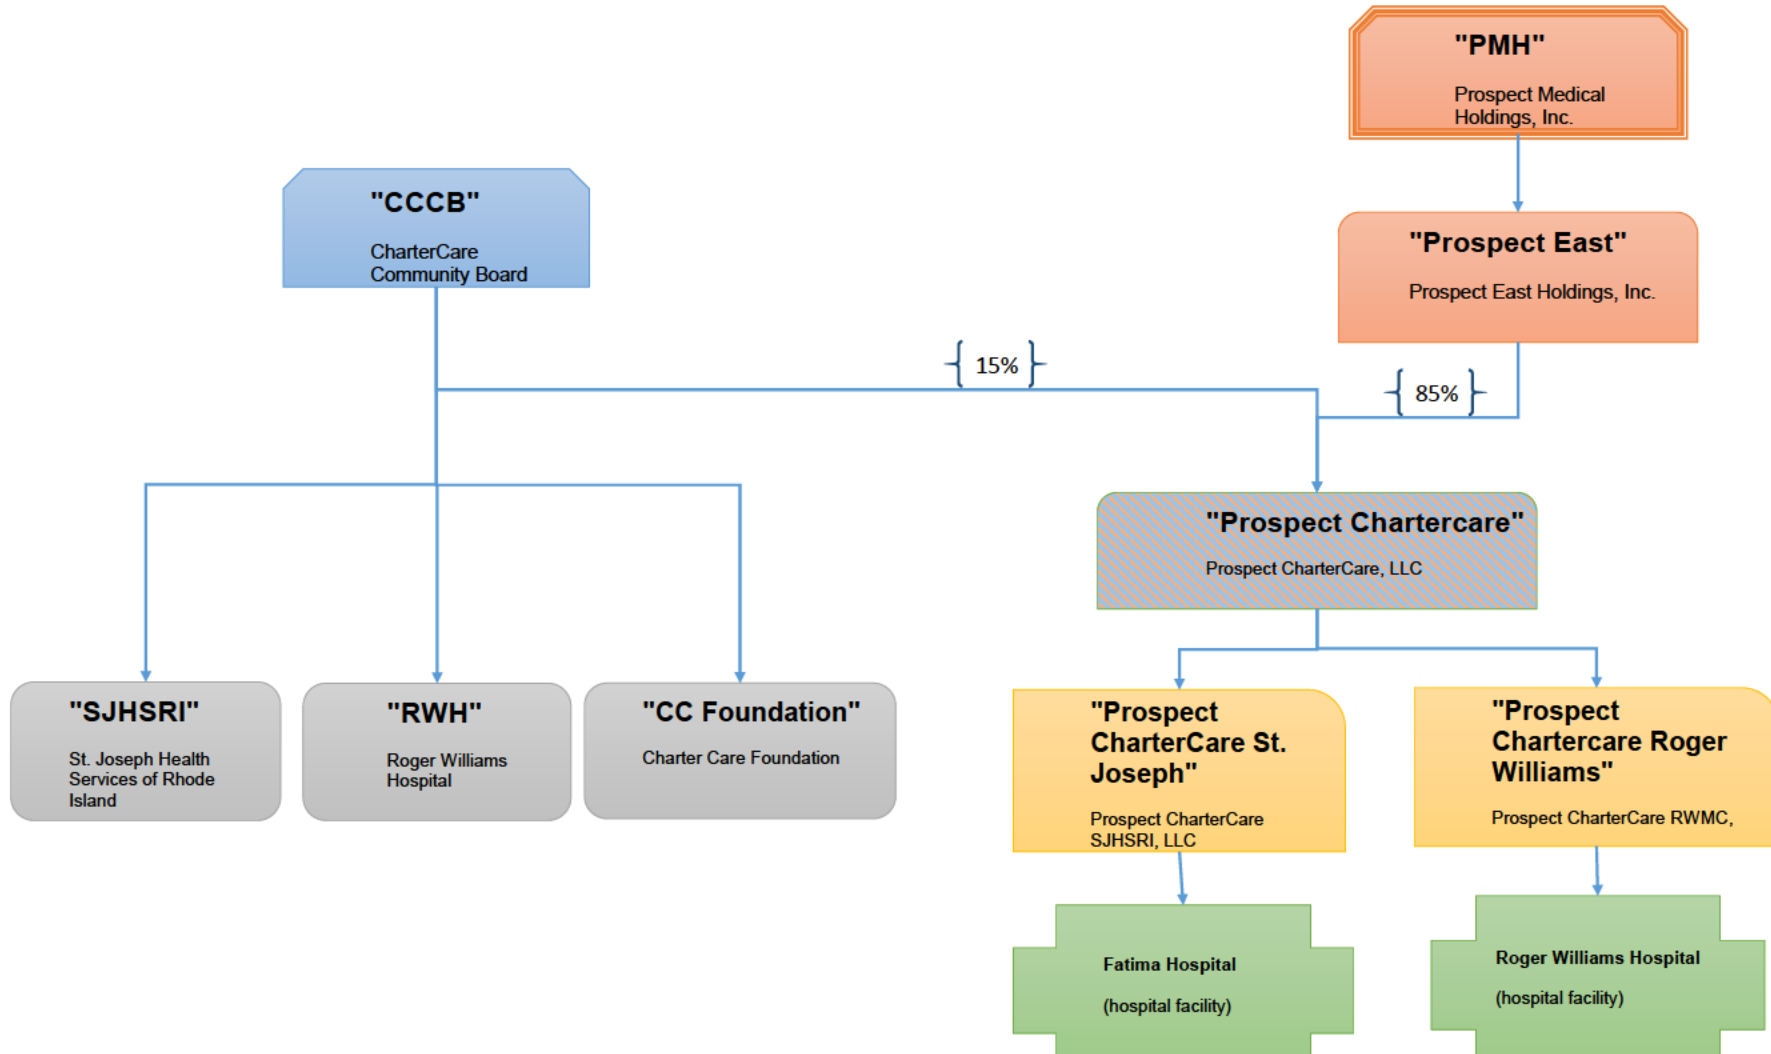 "PMH"
Prospect Medical
Holdings, Inc.
"CCCB"
CharterCare
Community Board
"Prospect East"
Prospect East Holdings, Inc.
15%
85%
"Prospect Chartercare"
Prospect CharterCare, LLC
"SJHSRI"
St. Joseph Health
Services of Rhode
Island
"RWH"
Roger Williams
Hospital
"CC Foundation"
Charter Care Foundation
"Prospect
CharterCare St.
Joseph"
Prospect CharterCare
SJHSRI, LLC
"Prospect
Chartercare Roger
Williams"
Prospect CharterCare RWMC,
Fatima Hospital
(hospital facility)
Roger Williams Hospital
(hospital facility)